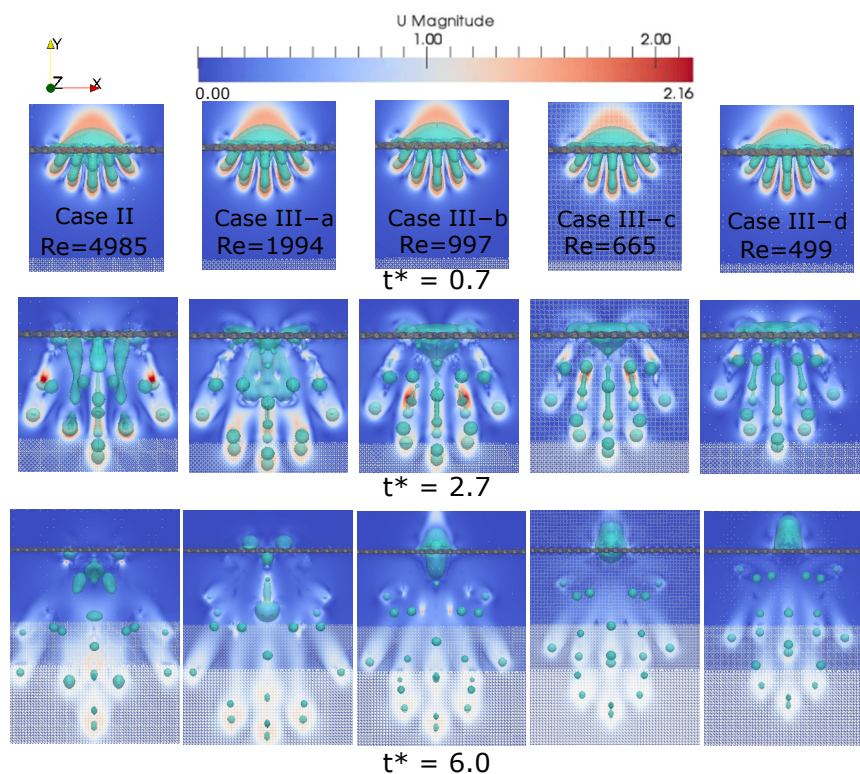 U Magnitude
1.00 2.00
0.00 2.16
Y
Z X
Case II
Re=4985
Case III−a
Re=1994
Case III−b
Re=997
Case III−c
Re=665
Case III−d
Re=499
t* = 0.7
t* = 2.7
t* = 6.0